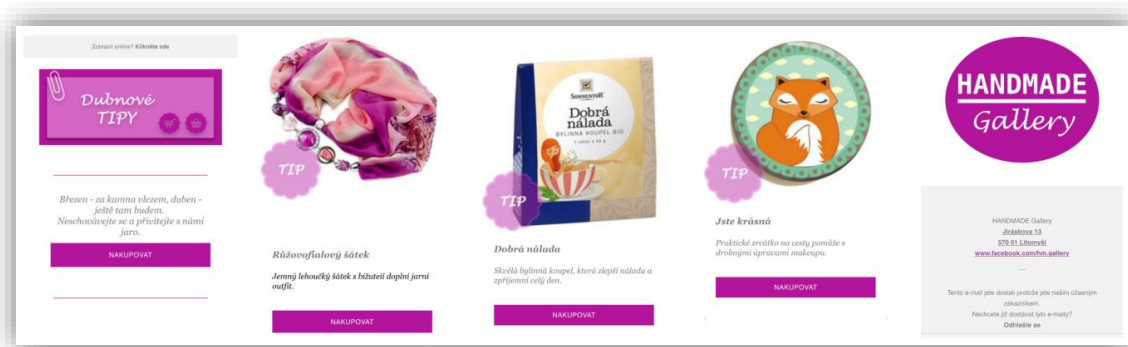 Zobrazit online? Klikněte zde
Dubnové
TIPY
Březen - za kamna vlezem, duben -
ještě tam budem.
Neschovávejte se a přivítejte s námi
jaro.
NAKUPOVAT
TIP
Růžovofialový šátek
Jemný lehoučký šátek s bižuterií doplní jarní
outfit.
NAKUPOVAT
SONNENTOR
Dobrá
nálada
BYLINNÁ KOUPEL BIO
TIP
Dobrá nálada
Skvělá bylinná koupel, která zlepší náladu a
zpříjemní celý den.
NAKUPOVAT
TIP
Jste krásná
Praktické zrcátko na cesty pomůže s
drobnými úpravami makeupu.
NAKUPOVAT
HANDMADE
Gallery
HANDMADE Gallery
Jiráskova 13
570 01 Litomyšl
www.facebook.com/hm.gallery
Tento e-mail jste dostali protože jste naším úžasným
zákazníkem.
Nechcete již dostávat tyto e-maily?
Odhlašte se